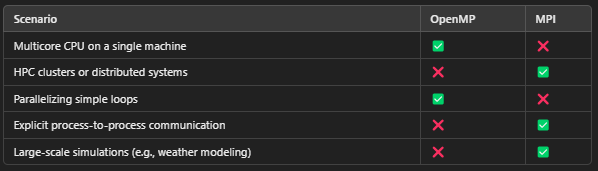 Scenario OpenMP MPI
Multicore CPU on a single machine ✅ ❌
HPC clusters or distributed systems ❌ ✅
Parallelizing simple loops ✅ ❌
Explicit process-to-process communication ❌ ✅
Large-scale simulations (e.g., weather modeling) ❌ ✅